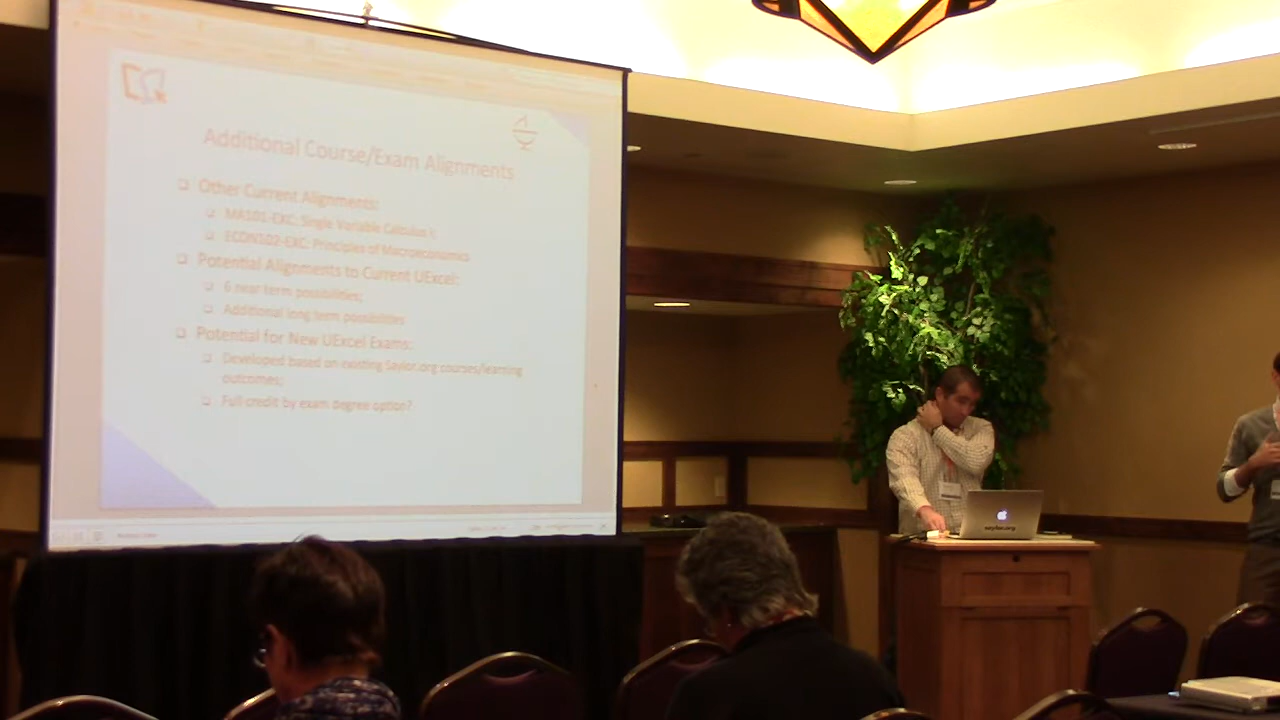 Additional Course/Exam Alignments
Other Current Alignments:
MA101-EXC: Single Variable Calculus I;
ECON102-EXC: Principles of Macroeconomics
Potential Alignments to Current UExcel:
6 near term possibilities;
Additional long term possibilities
Potential for New UExcel Exams:
Developed based on existing Saylor.org courses/learning
outcomes;
Full credit by exam degree option?
saylor.org